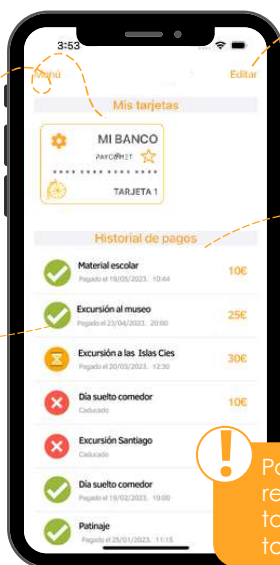 3:53
Menú
Editar
Mis tarjetas
MI BANCO
TARJETA 1
Historial de pagos
Material escolar
10€
Pagado el 19/05/2023. 10:44
Excursión al museo
25€
Pagado el 23/04/2023. 20:00
Excursión a las Islas Cies
30€
Pagado el 20/03/2023. 12:30
Día suelto comedor
10€
Caducado
Excursión Santiago
Caducado
Día suelto comedor
Pagado el 19/02/2023. 19:00
Patinaje
Pagado el 25/01/2023. 11:15
!